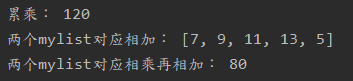 累乘： 120
两个mylist对应相加： [7, 9, 11, 13, 5]
两个mylist对应相乘再相加： 80